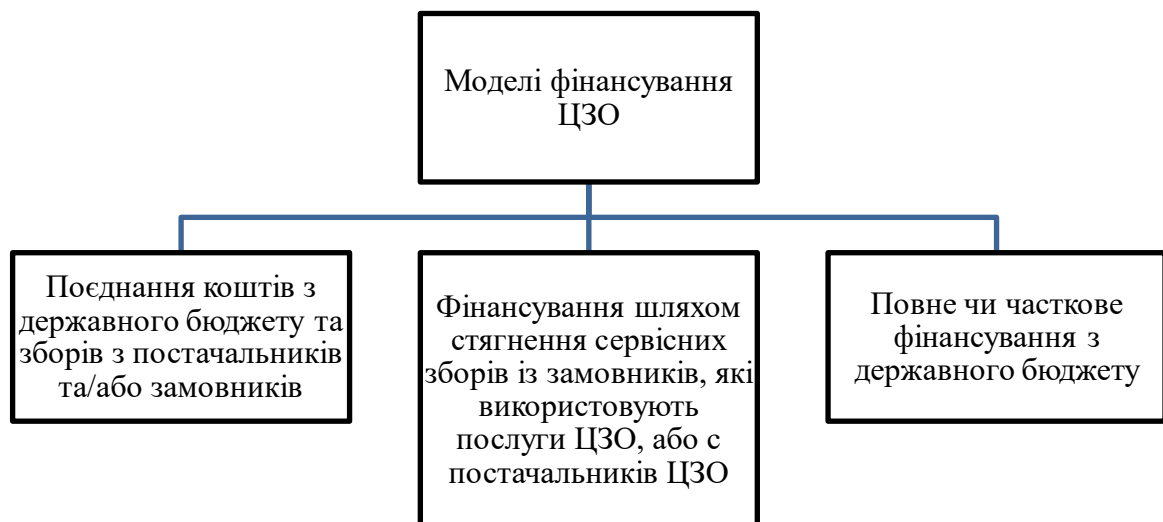 Моделі фінансування
ЦЗО
Поєднання коштів з
державного бюджету та
зборів з постачальників
та/або замовників
Фінансування шляхом
стягнення сервісних
зборів із замовників, які
використовують
послуги ЦЗО, або с
постачальників ЦЗО
Повне чи часткове
фінансування з
державного бюджету